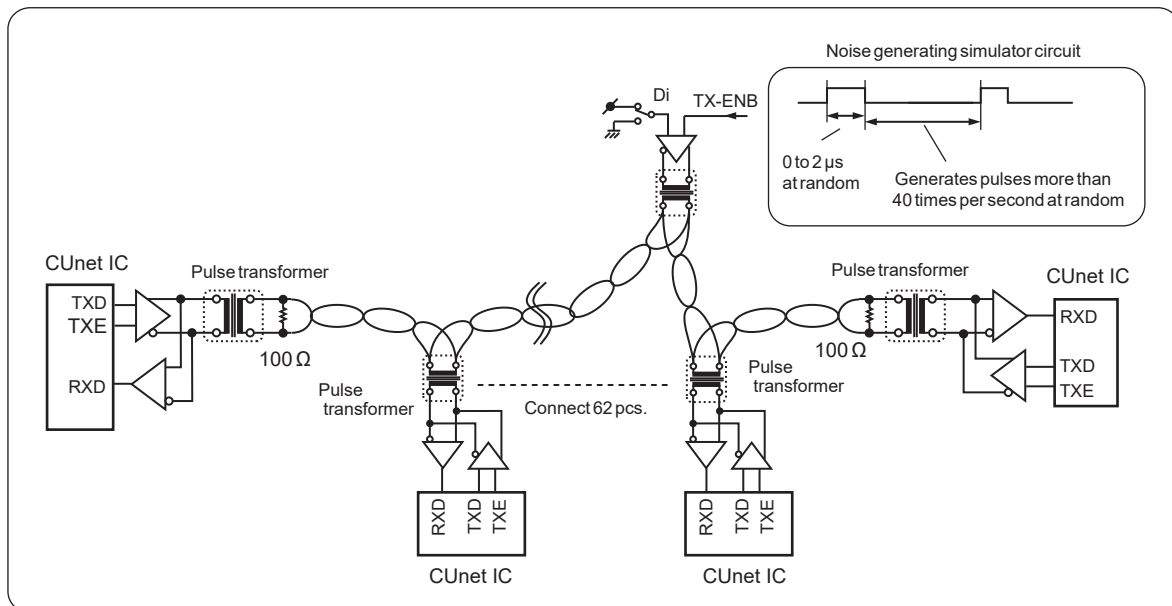 Noise generating simulator circuit
Di
TX-ENB
0 to 2 µs
at random
Generates pulses more than
40 times per second at random
CUnet IC
Pulse transformer
TXD
TXE
RXD
100 Ω
Pulse
transformer
Connect 62 pcs.
RXD
TXD
TXE
CUnet IC
Pulse transformer
CUnet IC
RXD
TXD
TXE
100 Ω
Pulse
transformer
RXD
TXD
TXE
CUnet IC